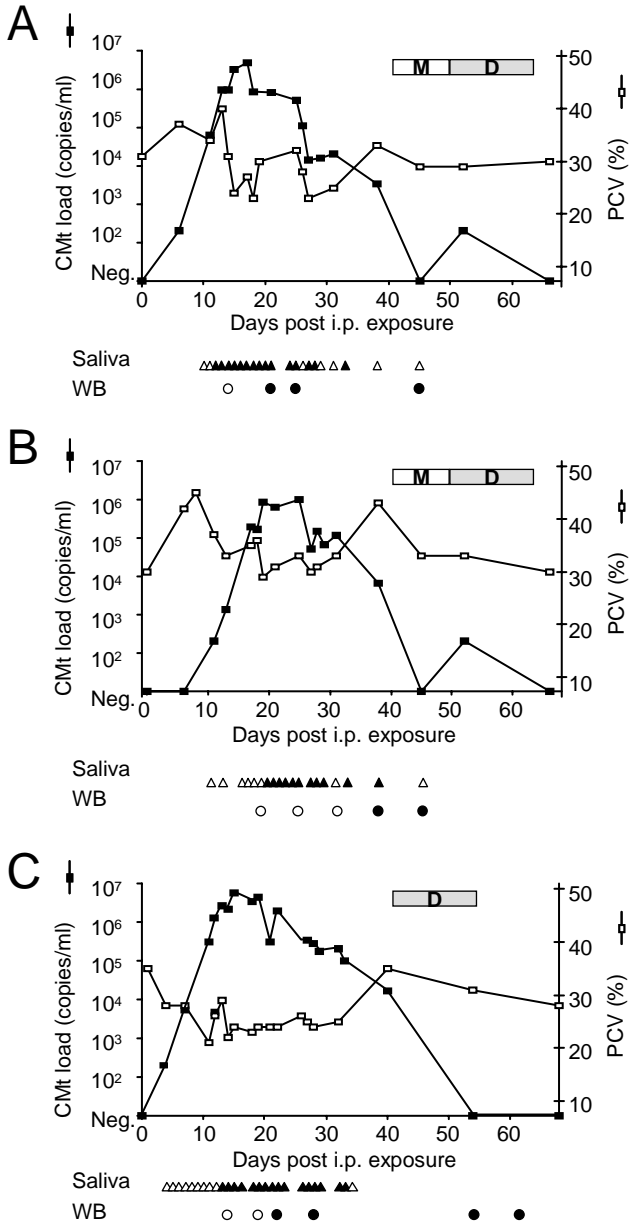 A
CMt load (copies/ml)
10⁷
10⁶
10⁵
10⁴
10³
10²
Neg.
M D
50
40
30
20
10
PCV (%)
0 10 20 30 40 50 60
Days post i.p. exposure
Saliva
WB
B
CMt load (copies/ml)
10⁷
10⁶
10⁵
10⁴
10³
10²
Neg.
M D
50
40
30
20
10
PCV (%)
0 10 20 30 40 50 60
Days post i.p. exposure
Saliva
WB
C
CMt load (copies/ml)
10⁷
10⁶
10⁵
10⁴
10³
10²
Neg.
D
50
40
30
20
10
PCV (%)
0 10 20 30 40 50 60
Days post i.p. exposure
Saliva
WB